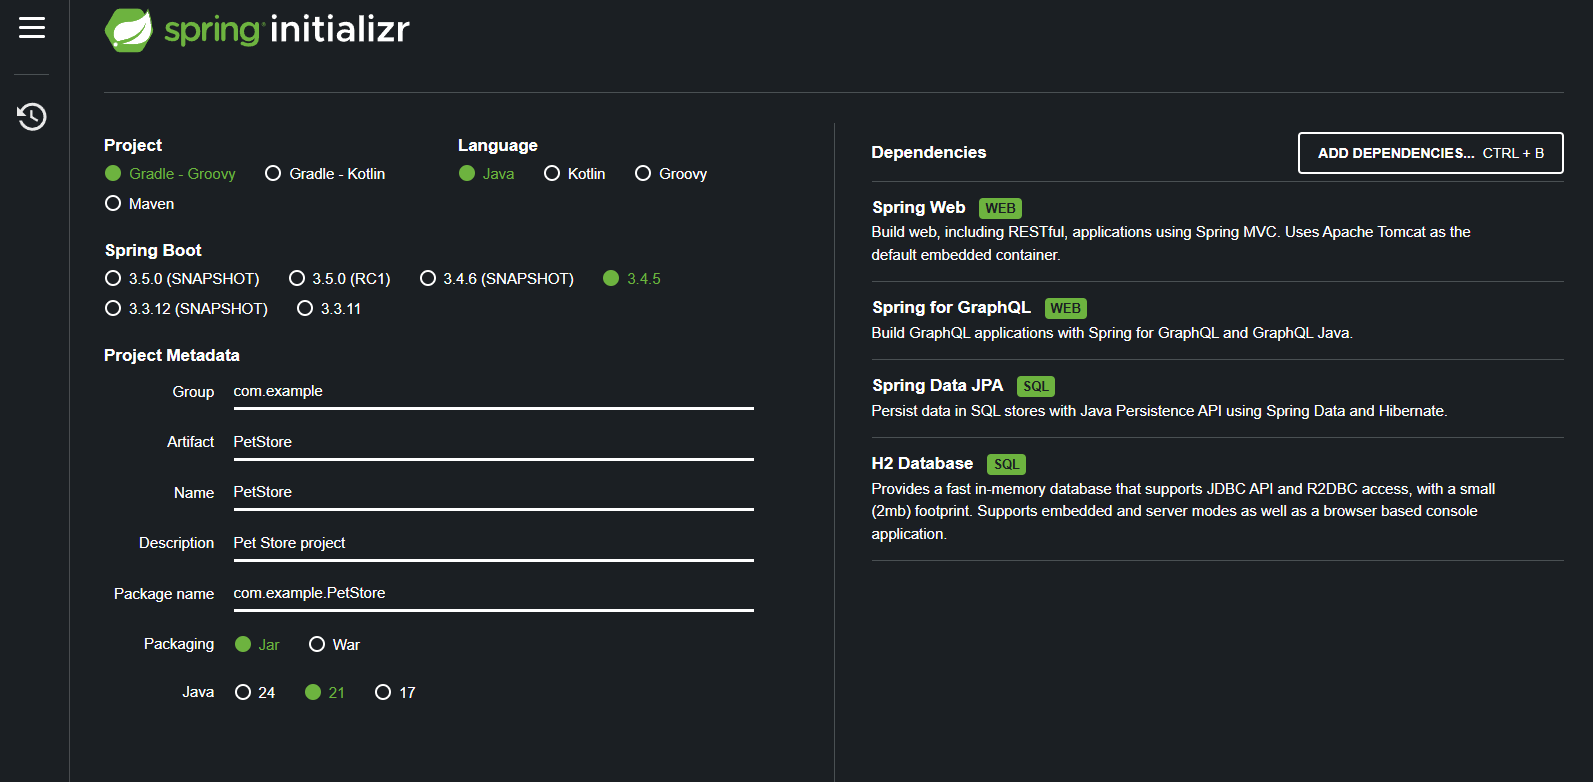 spring initializr
Project
Gradle - Groovy Gradle - Kotlin
Maven
Language
Java Kotlin Groovy
Spring Boot
3.5.0 (SNAPSHOT) 3.5.0 (RC1) 3.4.6 (SNAPSHOT) 3.4.5
3.3.12 (SNAPSHOT) 3.3.11
Project Metadata
Group com.example
Artifact PetStore
Name PetStore
Description Pet Store project
Package name com.example.PetStore
Packaging Jar War
Java 24 21 17
Dependencies
ADD DEPENDENCIES... CTRL + B
Spring Web WEB
Build web, including RESTful, applications using Spring MVC. Uses Apache Tomcat as the
default embedded container.
Spring for GraphQL WEB
Build GraphQL applications with Spring for GraphQL and GraphQL Java.
Spring Data JPA SQL
Persist data in SQL stores with Java Persistence API using Spring Data and Hibernate.
H2 Database SQL
Provides a fast in-memory database that supports JDBC API and R2DBC access, with a small
(2mb) footprint. Supports embedded and server modes as well as a browser based console
application.